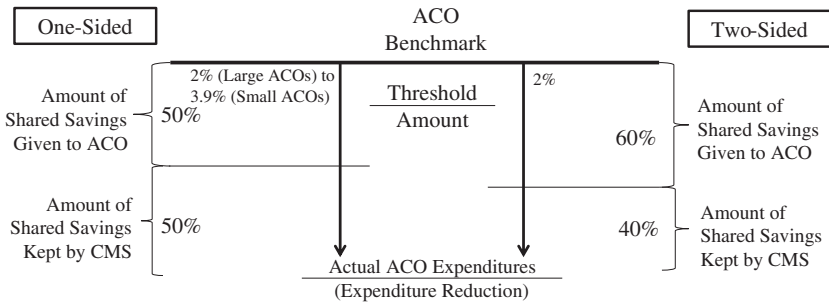 One-Sided
ACO
Benchmark
Two-Sided
2% (Large ACOs) to
3.9% (Small ACOs)
2%
Threshold
Amount
Amount of
Shared Savings
Given to ACO
50%
60%
Amount of
Shared Savings
Given to ACO
Amount of
Shared Savings
Kept by CMS
50%
40%
Amount of
Shared Savings
Kept by CMS
Actual ACO Expenditures
(Expenditure Reduction)